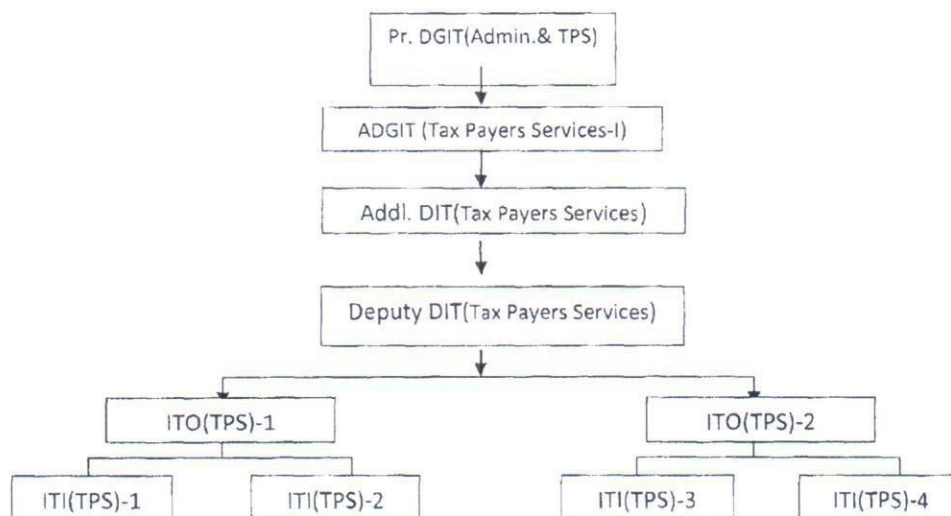 Pr. DGIT(Admin.& TPS)
ADGIT (Tax Payers Services-I)
Addl. DIT(Tax Payers Services)
Deputy DIT(Tax Payers Services)
ITO(TPS)-1
ITO(TPS)-2
ITI(TPS)-1
ITI(TPS)-2
ITI(TPS)-3
ITI(TPS)-4